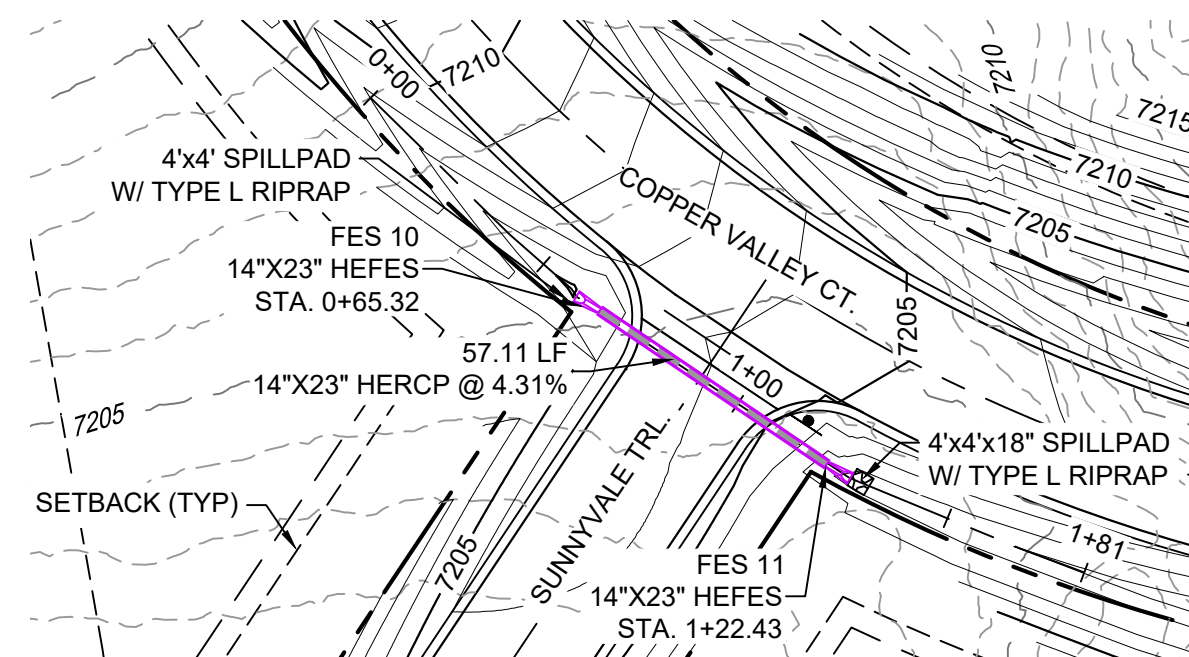 0+00
7210
7210
7215
4'x4' SPILLPAD
W/ TYPE L RIPRAP
7210
COPPER VALLEY CT.
7205
FES 10
14"X23" HEFES
STA. 0+65.32
7205
57.11 LF
14"X23" HERCP @ 4.31%
1+00
7205
4'x4'x18" SPILLPAD
W/ TYPE L RIPRAP
SETBACK (TYP)
SUNNYVALE TRL.
7205
1+81
FES 11
14"X23" HEFES
STA. 1+22.43